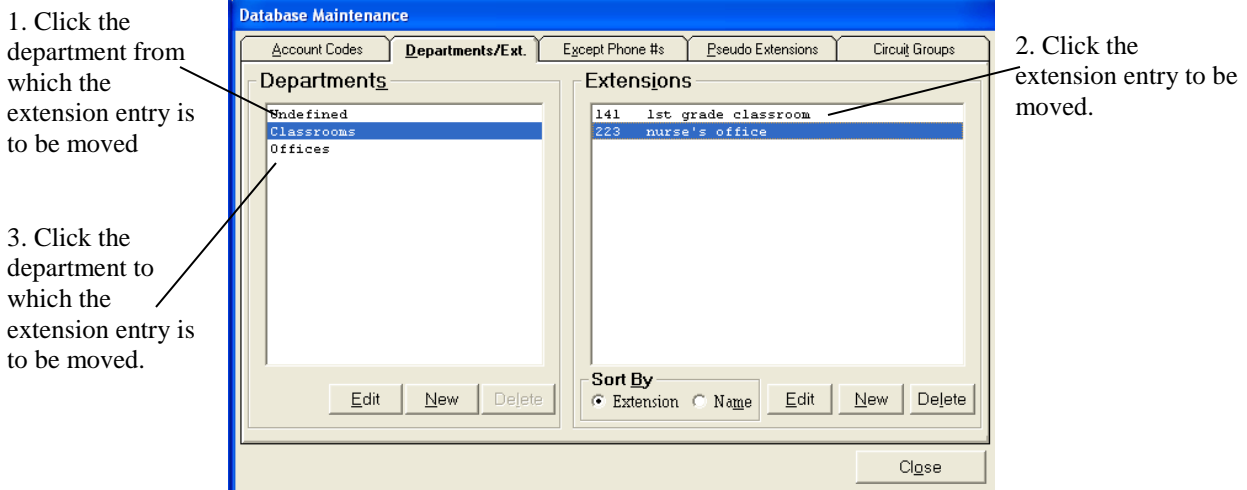 1. Click the
department from
which the
extension entry is
to be moved
3. Click the
department to
which the
extension entry is
to be moved.
Database Maintenance
Account Codes Departments/Ext. Except Phone #s Pseudo Extensions Circuit Groups
Departments
Undefined
Classrooms
Offices
Edit New Delete
Extensions
141 1st grade classroom
223 nurse's office
Sort By
Extension Name Edit New Delete
Close
2. Click the
extension entry to be
moved.